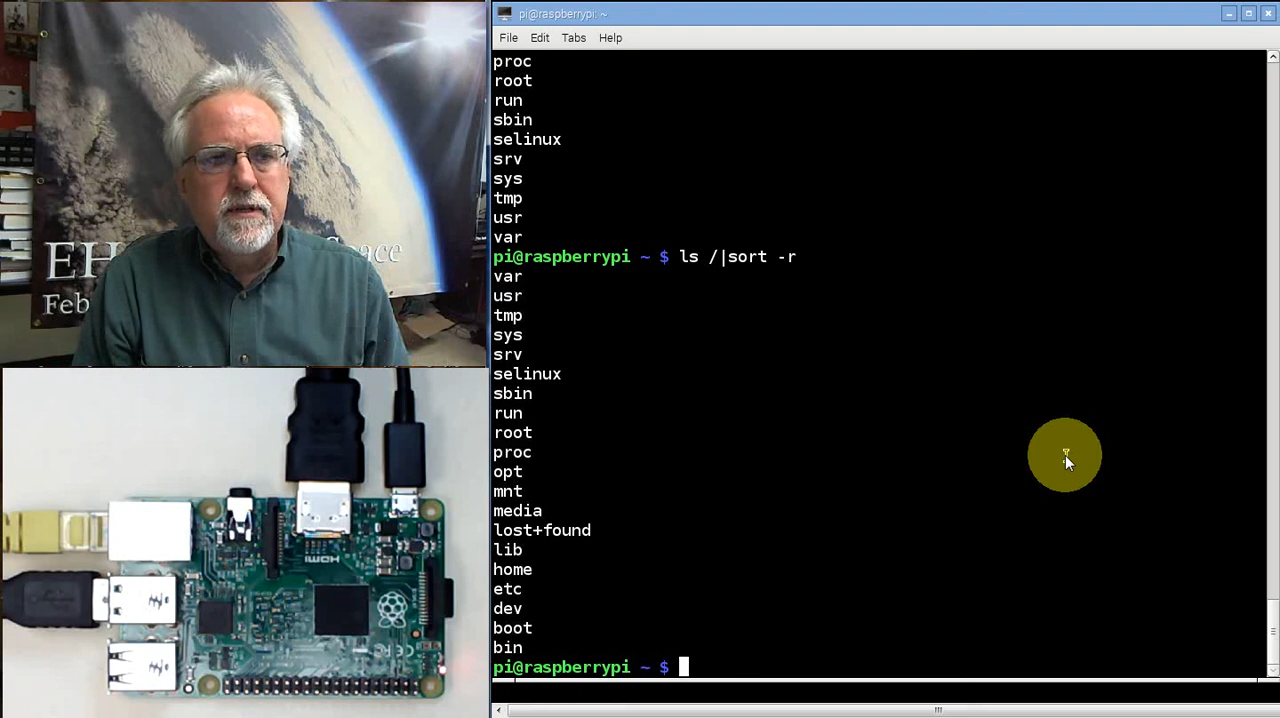 EH
Space
Feb
HDMI
pi@raspberrypi: ~
File Edit Tabs Help
proc
root
run
sbin
selinux
srv
sys
tmp
usr
var
pi@raspberrypi ~ $ ls /|sort -r
var
usr
tmp
sys
srv
selinux
sbin
run
root
proc
opt
mnt
media
lost+found
lib
home
etc
dev
boot
bin
pi@raspberrypi ~ $